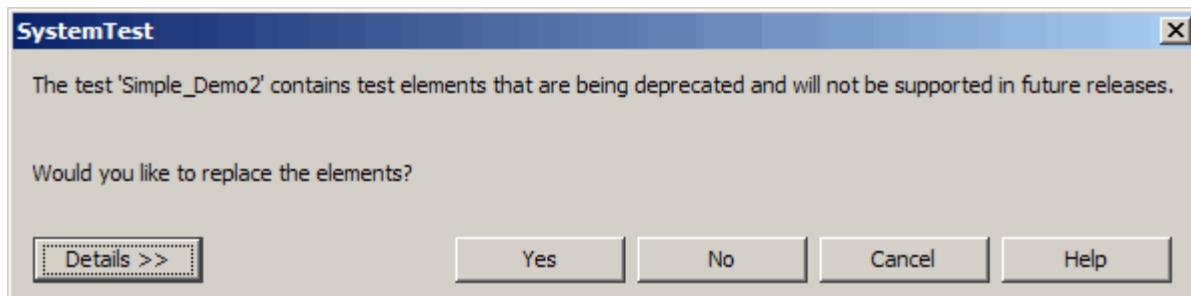 SystemTest
The test 'Simple_Demo2' contains test elements that are being deprecated and will not be supported in future releases.
Would you like to replace the elements?
Details >> Yes No Cancel Help